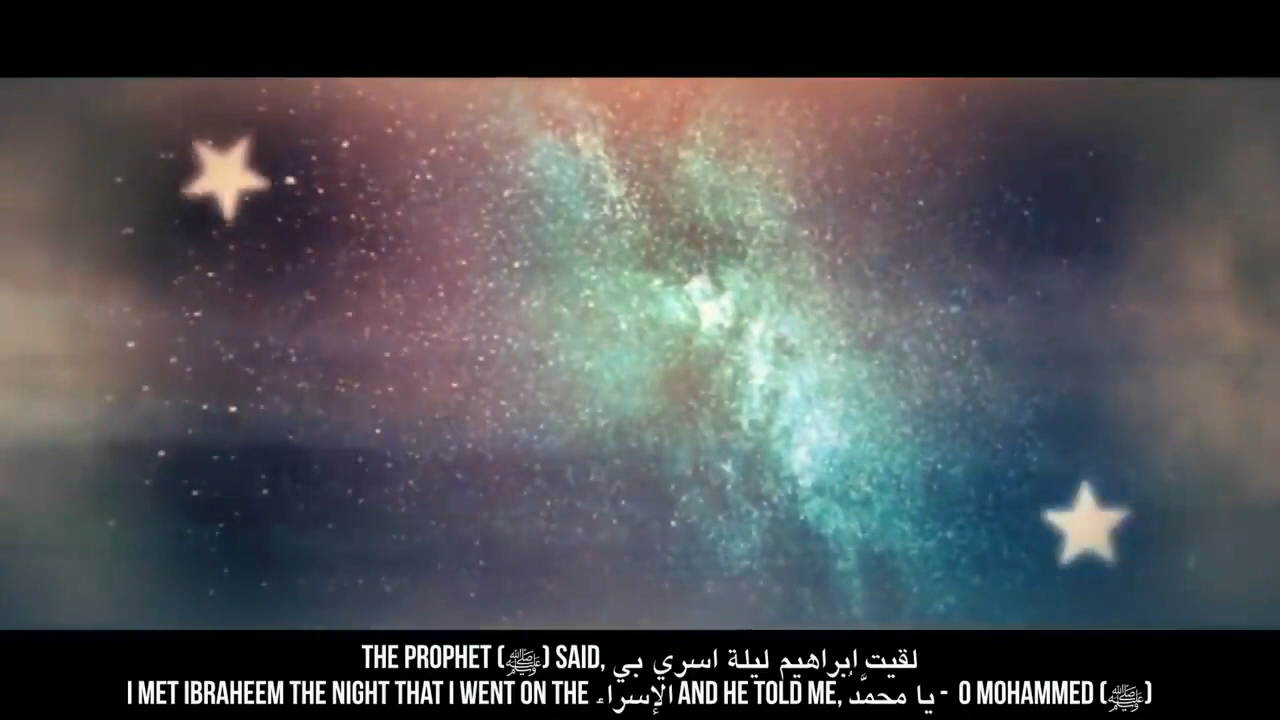 THE PROPHET (ﷺ) SAID, لقيت ابراهيم ليلة اسري بي
I MET IBRAHEEM THE NIGHT THAT I WENT ON THE الإسراء AND HE TOLD ME, يا محمَّدُ - O MOHAMMED (ﷺ)